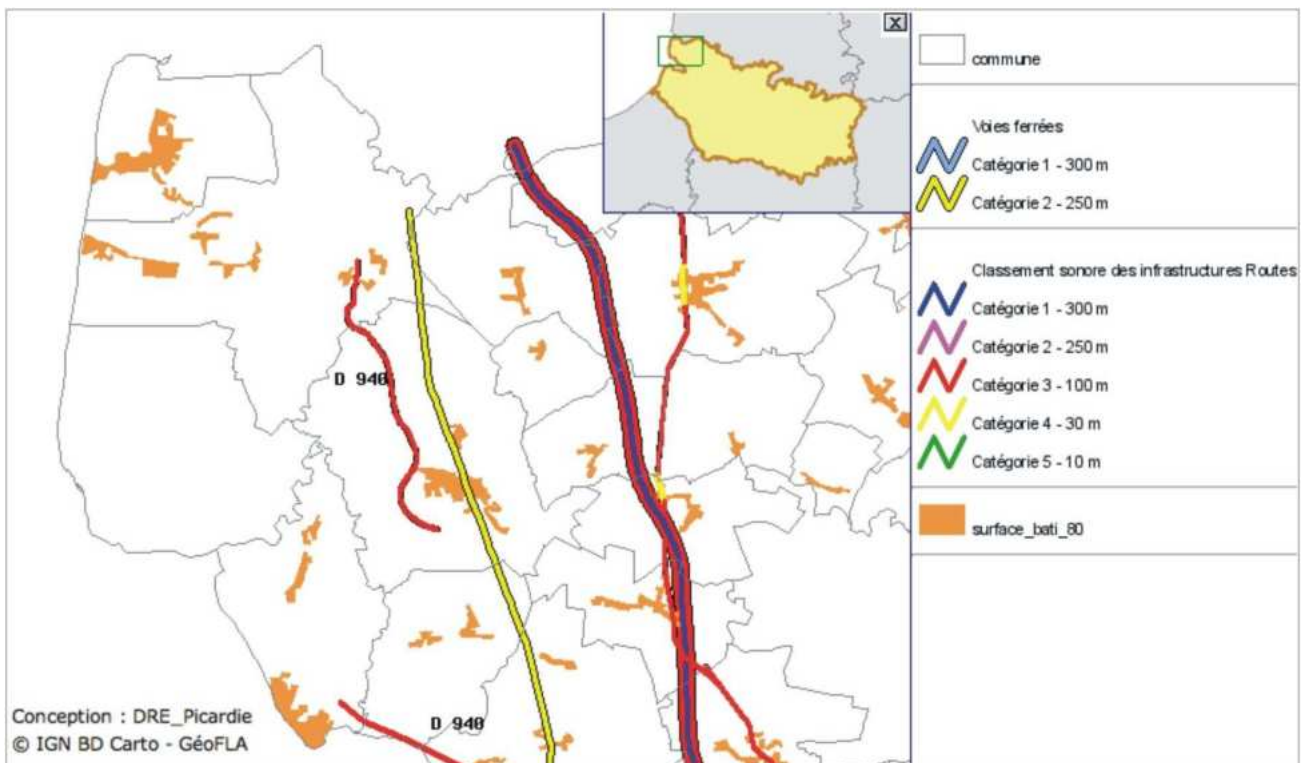 X
commune
Voies ferrées
Catégorie 1 - 300 m
Catégorie 2 - 250 m
Classement sonore des infrastructures Routes
Catégorie 1 - 300 m
Catégorie 2 - 250 m
Catégorie 3 - 100 m
Catégorie 4 - 30 m
Catégorie 5 - 10 m
surface_bati_80
D 940
D 940
Conception : DRE_Picardie
© IGN BD Carto - GéoFLA